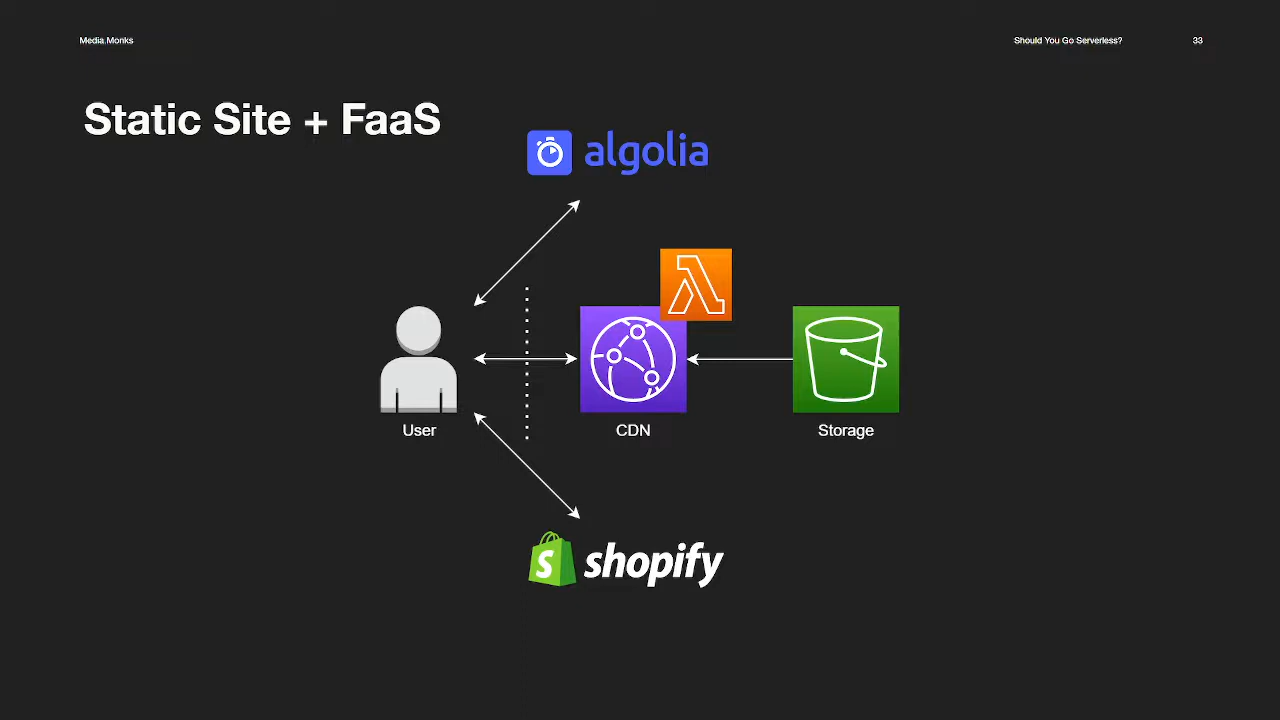 Media.Monks
Should You Go Serverless?
33
Static Site + FaaS
algolia
User
CDN
Storage
S shopify